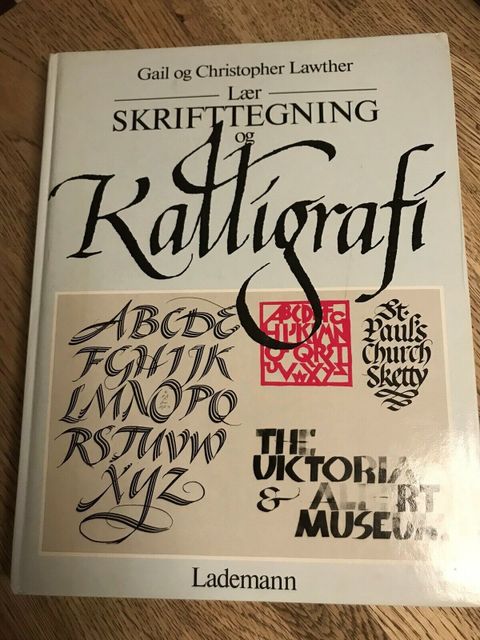 Gail og Christopher Lawther
Lær
SKRIFTTEGNING
og
Kalligrafi
ABCDE
FGHIJK
LMNOPQ
RSTUVW
XYZ
St.
Paul's
Church
Sketty
THE
VICTORIA
& ALBERT
MUSEUM
Lademann